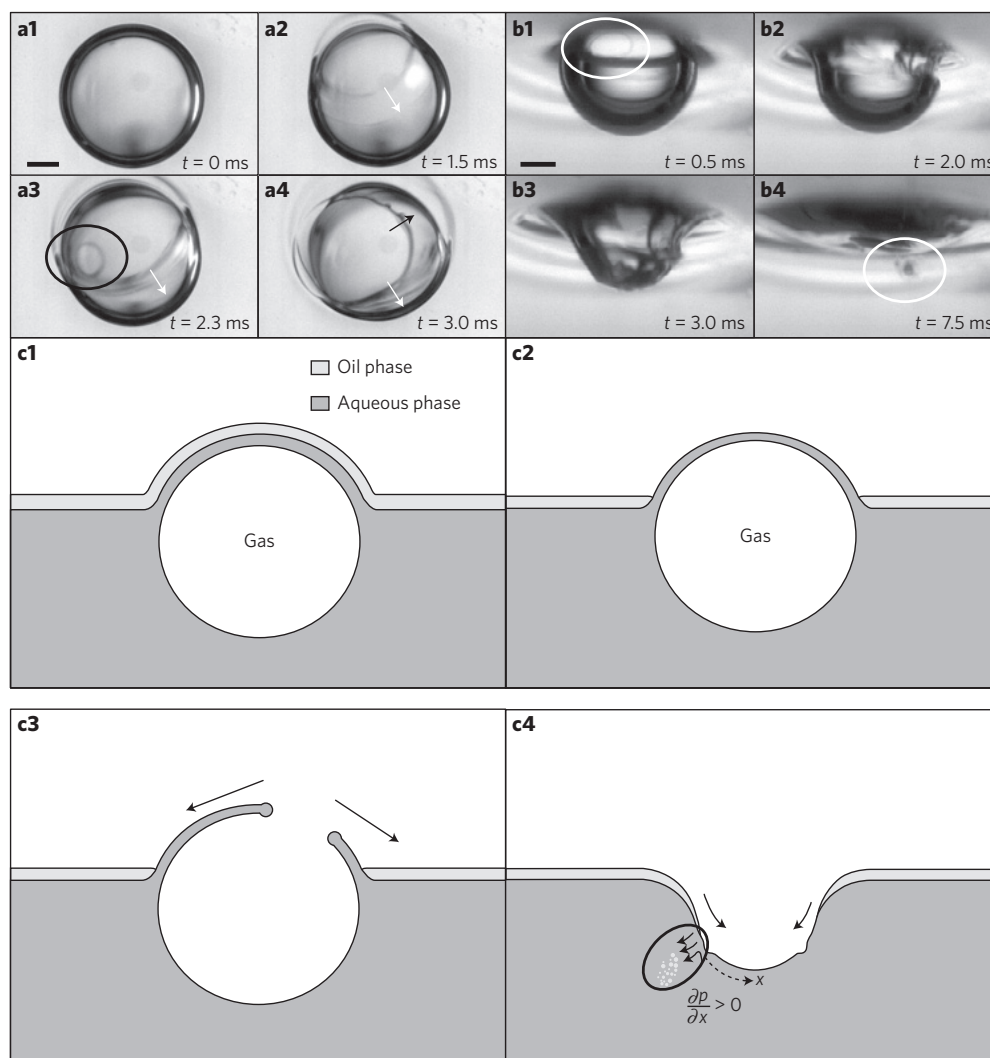 a1
t = 0 ms
a2
t = 1.5 ms
b1
t = 0.5 ms
b2
t = 2.0 ms
a3
t = 2.3 ms
a4
t = 3.0 ms
b3
t = 3.0 ms
b4
t = 7.5 ms
c1
Oil phase
Aqueous phase
Gas
c2
Gas
c3
c4
x
∂p/∂x > 0